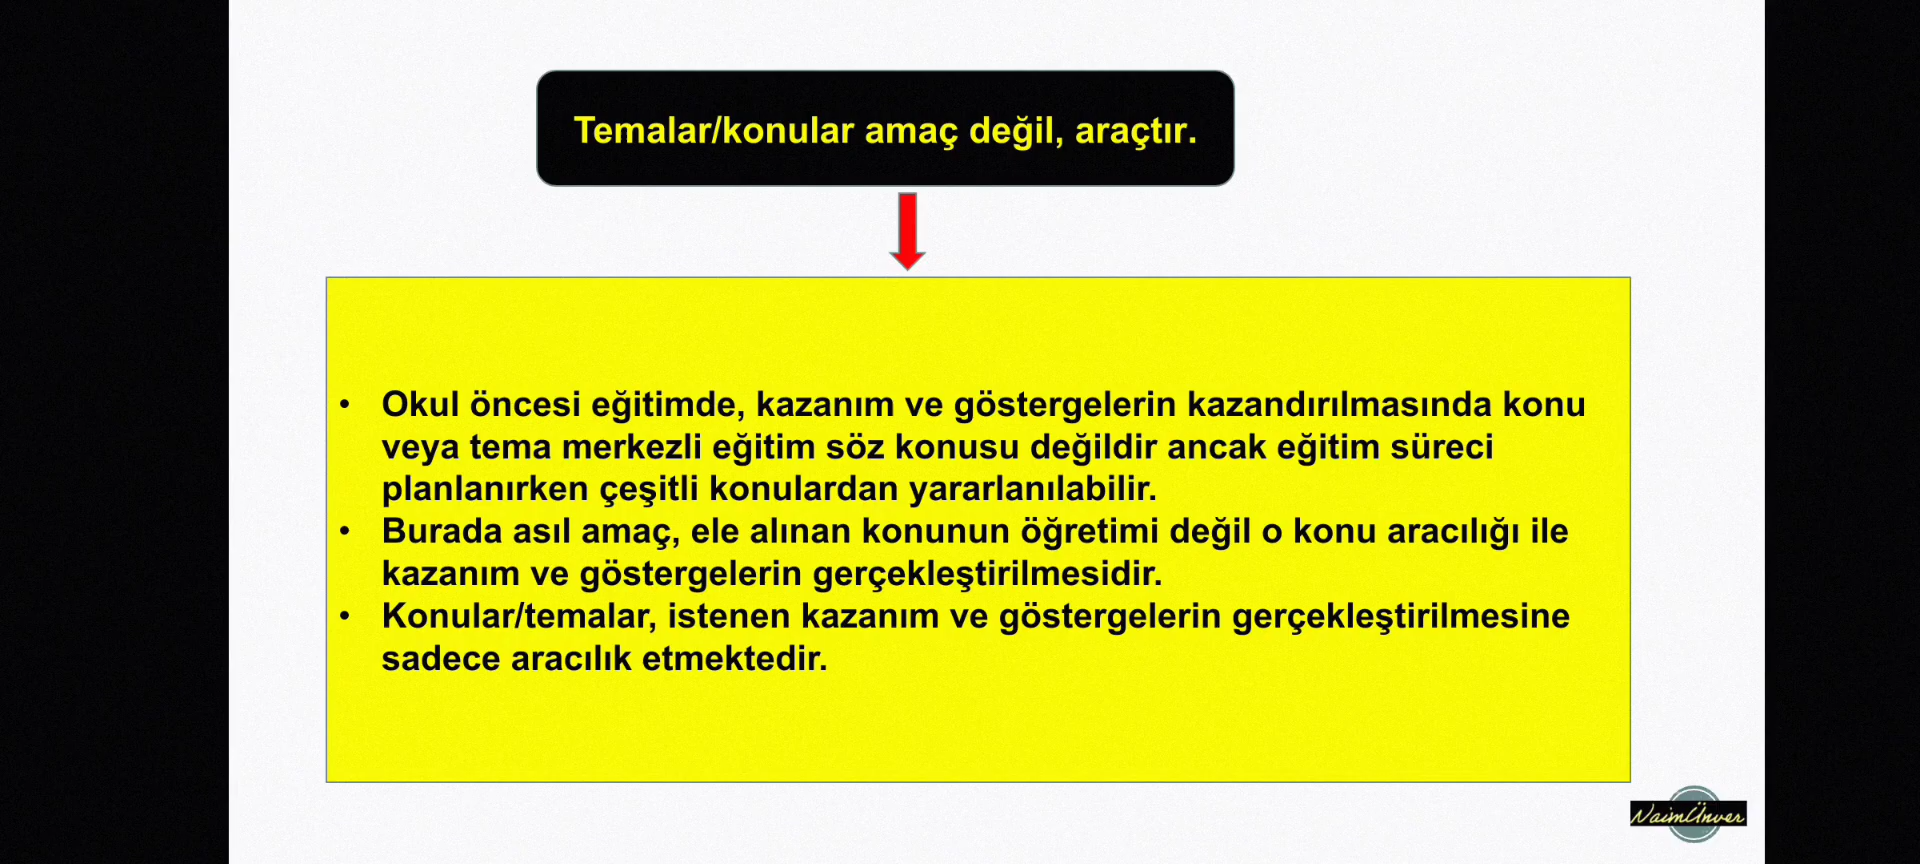 Temalar/konular amaç değil, araçtır.
• Okul öncesi eğitimde, kazanım ve göstergelerin kazandırılmasında konu
veya tema merkezli eğitim söz konusu değildir ancak eğitim süreci
planlanırken çeşitli konulardan yararlanılabilir.
• Burada asıl amaç, ele alınan konunun öğretimi değil o konu aracılığı ile
kazanım ve göstergelerin gerçekleştirilmesidir.
• Konular/temalar, istenen kazanım ve göstergelerin gerçekleştirilmesine
sadece aracılık etmektedir.
NaimÜnver